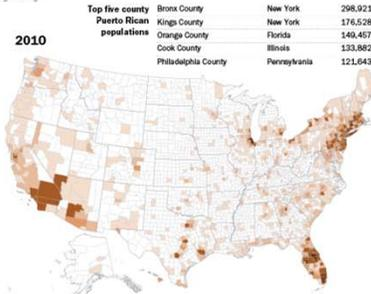 Top five county
Puerto Rican
populations
Bronx County New York 298,921
Kings County New York 176,528
Orange County Florida 149,457
Cook County Illinois 133,882
Philadelphia County Pennsylvania 121,643
2010